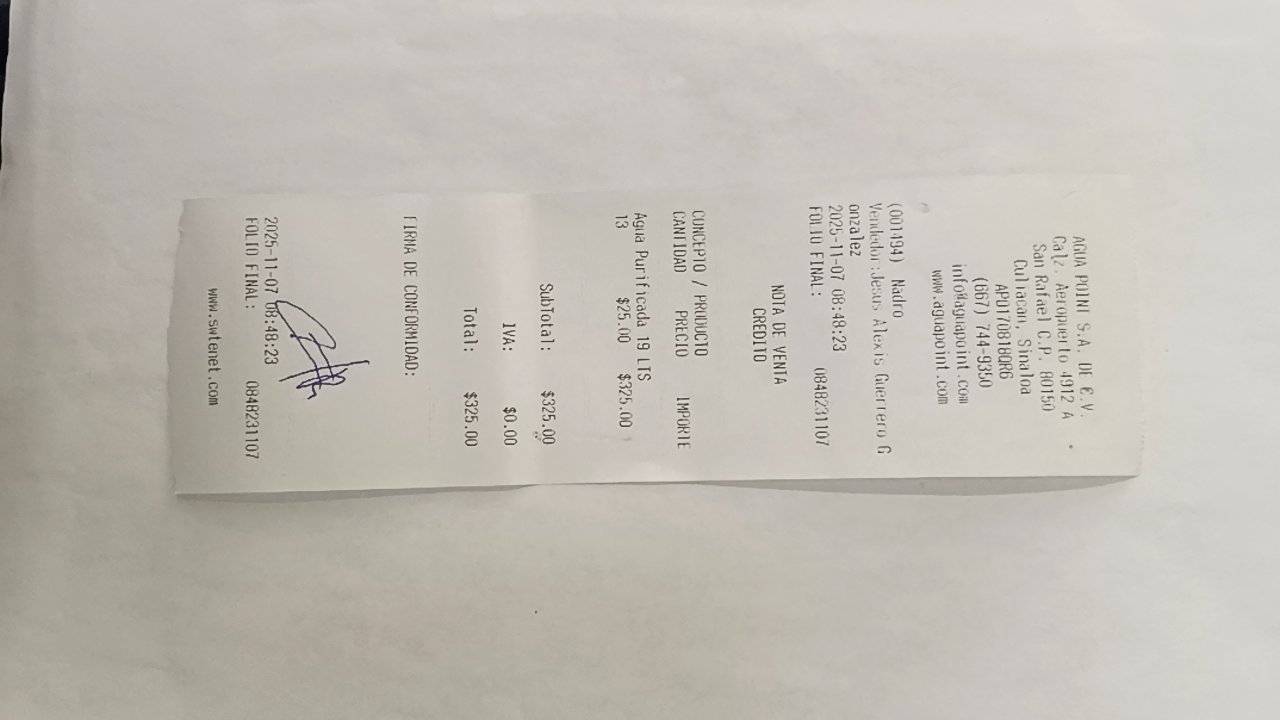 AGUA POINT S.A. DE C.V.
Calz. Aeropuerto 4912 A
San Rafael C.P. 80150
Culiacan, Sinaloa
APO170818QR6
(667) 744-9350
info@aguapoint.com
www.aguapoint.com
(001494) Nadro
Vendedor:Jesus Alexis Guerrero G
onzalez
2025-11-07 08:48:23
FOLIO FINAL: 0848231107
NOTA DE VENTA
CREDITO
CONCEPTO / PRODUCTO
CANTIDAD PRECIO IMPORTE
Agua Purificada 19 LTS
13 $25.00 $325.00
SubTotal: $325.00
IVA: $0.00
Total: $325.00
FIRMA DE CONFORMIDAD:
2025-11-07 08:48:23
FOLIO FINAL: 0848231107
www.swtenet.com